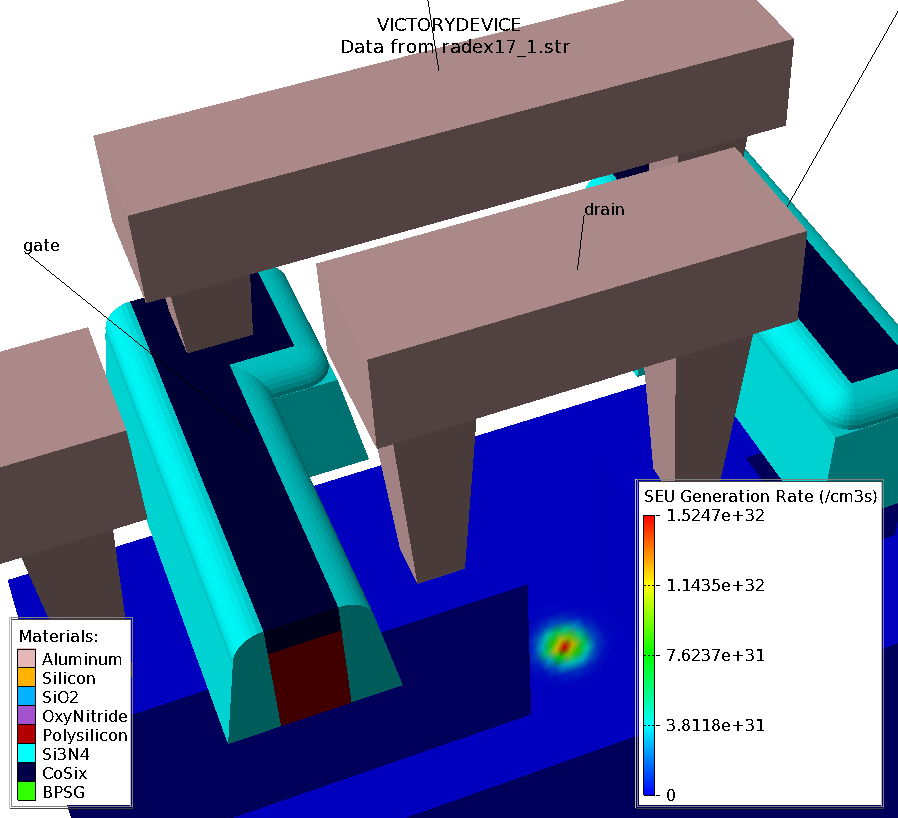 VICTORYDEVICE
Data from radex17_1.str
drain
gate
SEU Generation Rate (/cm3s)
1.5247e+32
1.1435e+32
7.6237e+31
3.8118e+31
0
Materials:
Aluminum
Silicon
SiO2
OxyNitride
Polysilicon
Si3N4
CoSix
BPSG